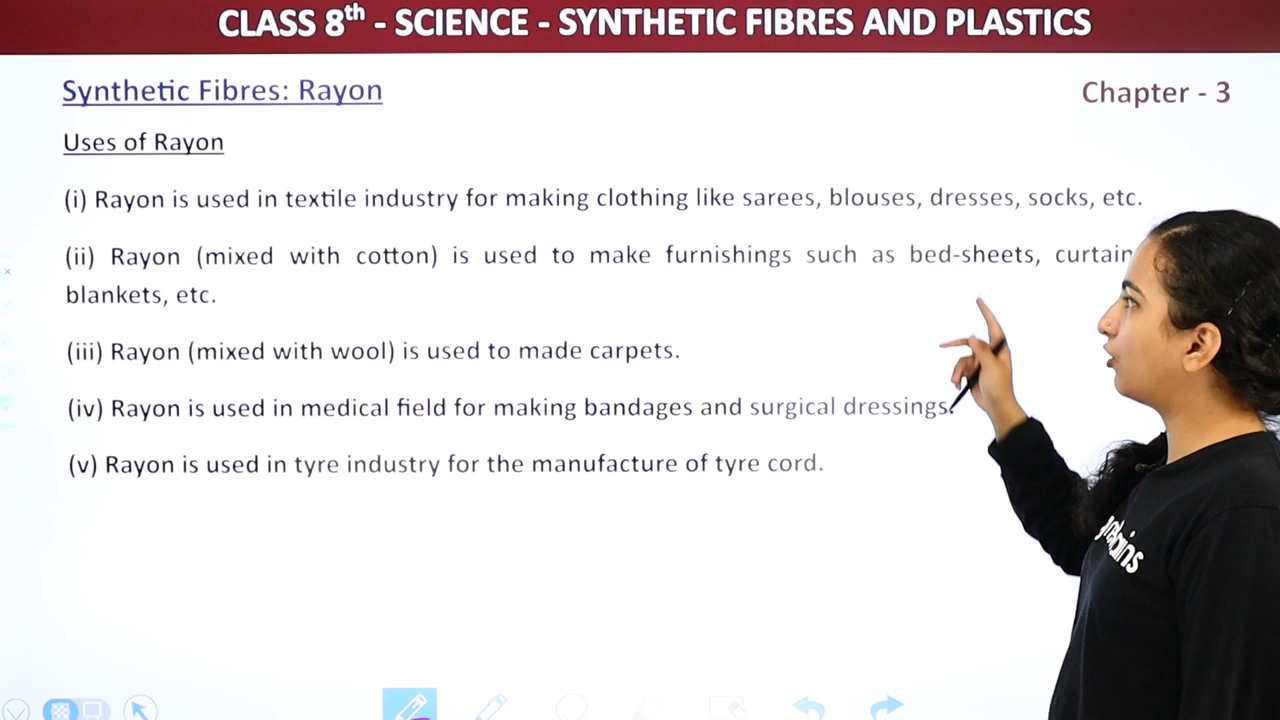 CLASS 8th - SCIENCE - SYNTHETIC FIBRES AND PLASTICS
Synthetic Fibres: Rayon
Chapter - 3
Uses of Rayon
(i) Rayon is used in textile industry for making clothing like sarees, blouses, dresses, socks, etc.
(ii) Rayon (mixed with cotton) is used to make furnishings such as bed-sheets, curtain
blankets, etc.
(iii) Rayon (mixed with wool) is used to made carpets.
(iv) Rayon is used in medical field for making bandages and surgical dressings.
(v) Rayon is used in tyre industry for the manufacture of tyre cord.